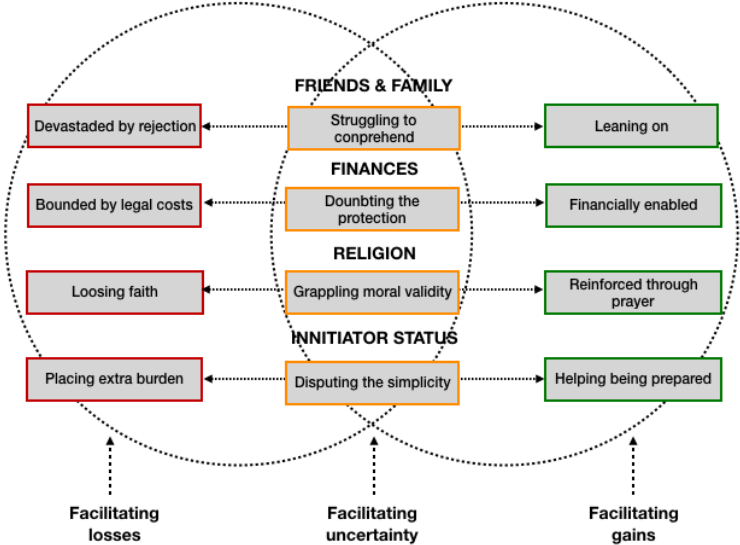 FRIENDS & FAMILY
Devastaded by rejection
Struggling to
conprehend
Leaning on
FINANCES
Bounded by legal costs
Dounbting the
protection
Financially enabled
RELIGION
Loosing faith
Grappling moral validity
Reinforced through
prayer
INNITIATOR STATUS
Placing extra burden
Disputing the simplicity
Helping being prepared
Facilitating
losses
Facilitating
uncertainty
Facilitating
gains